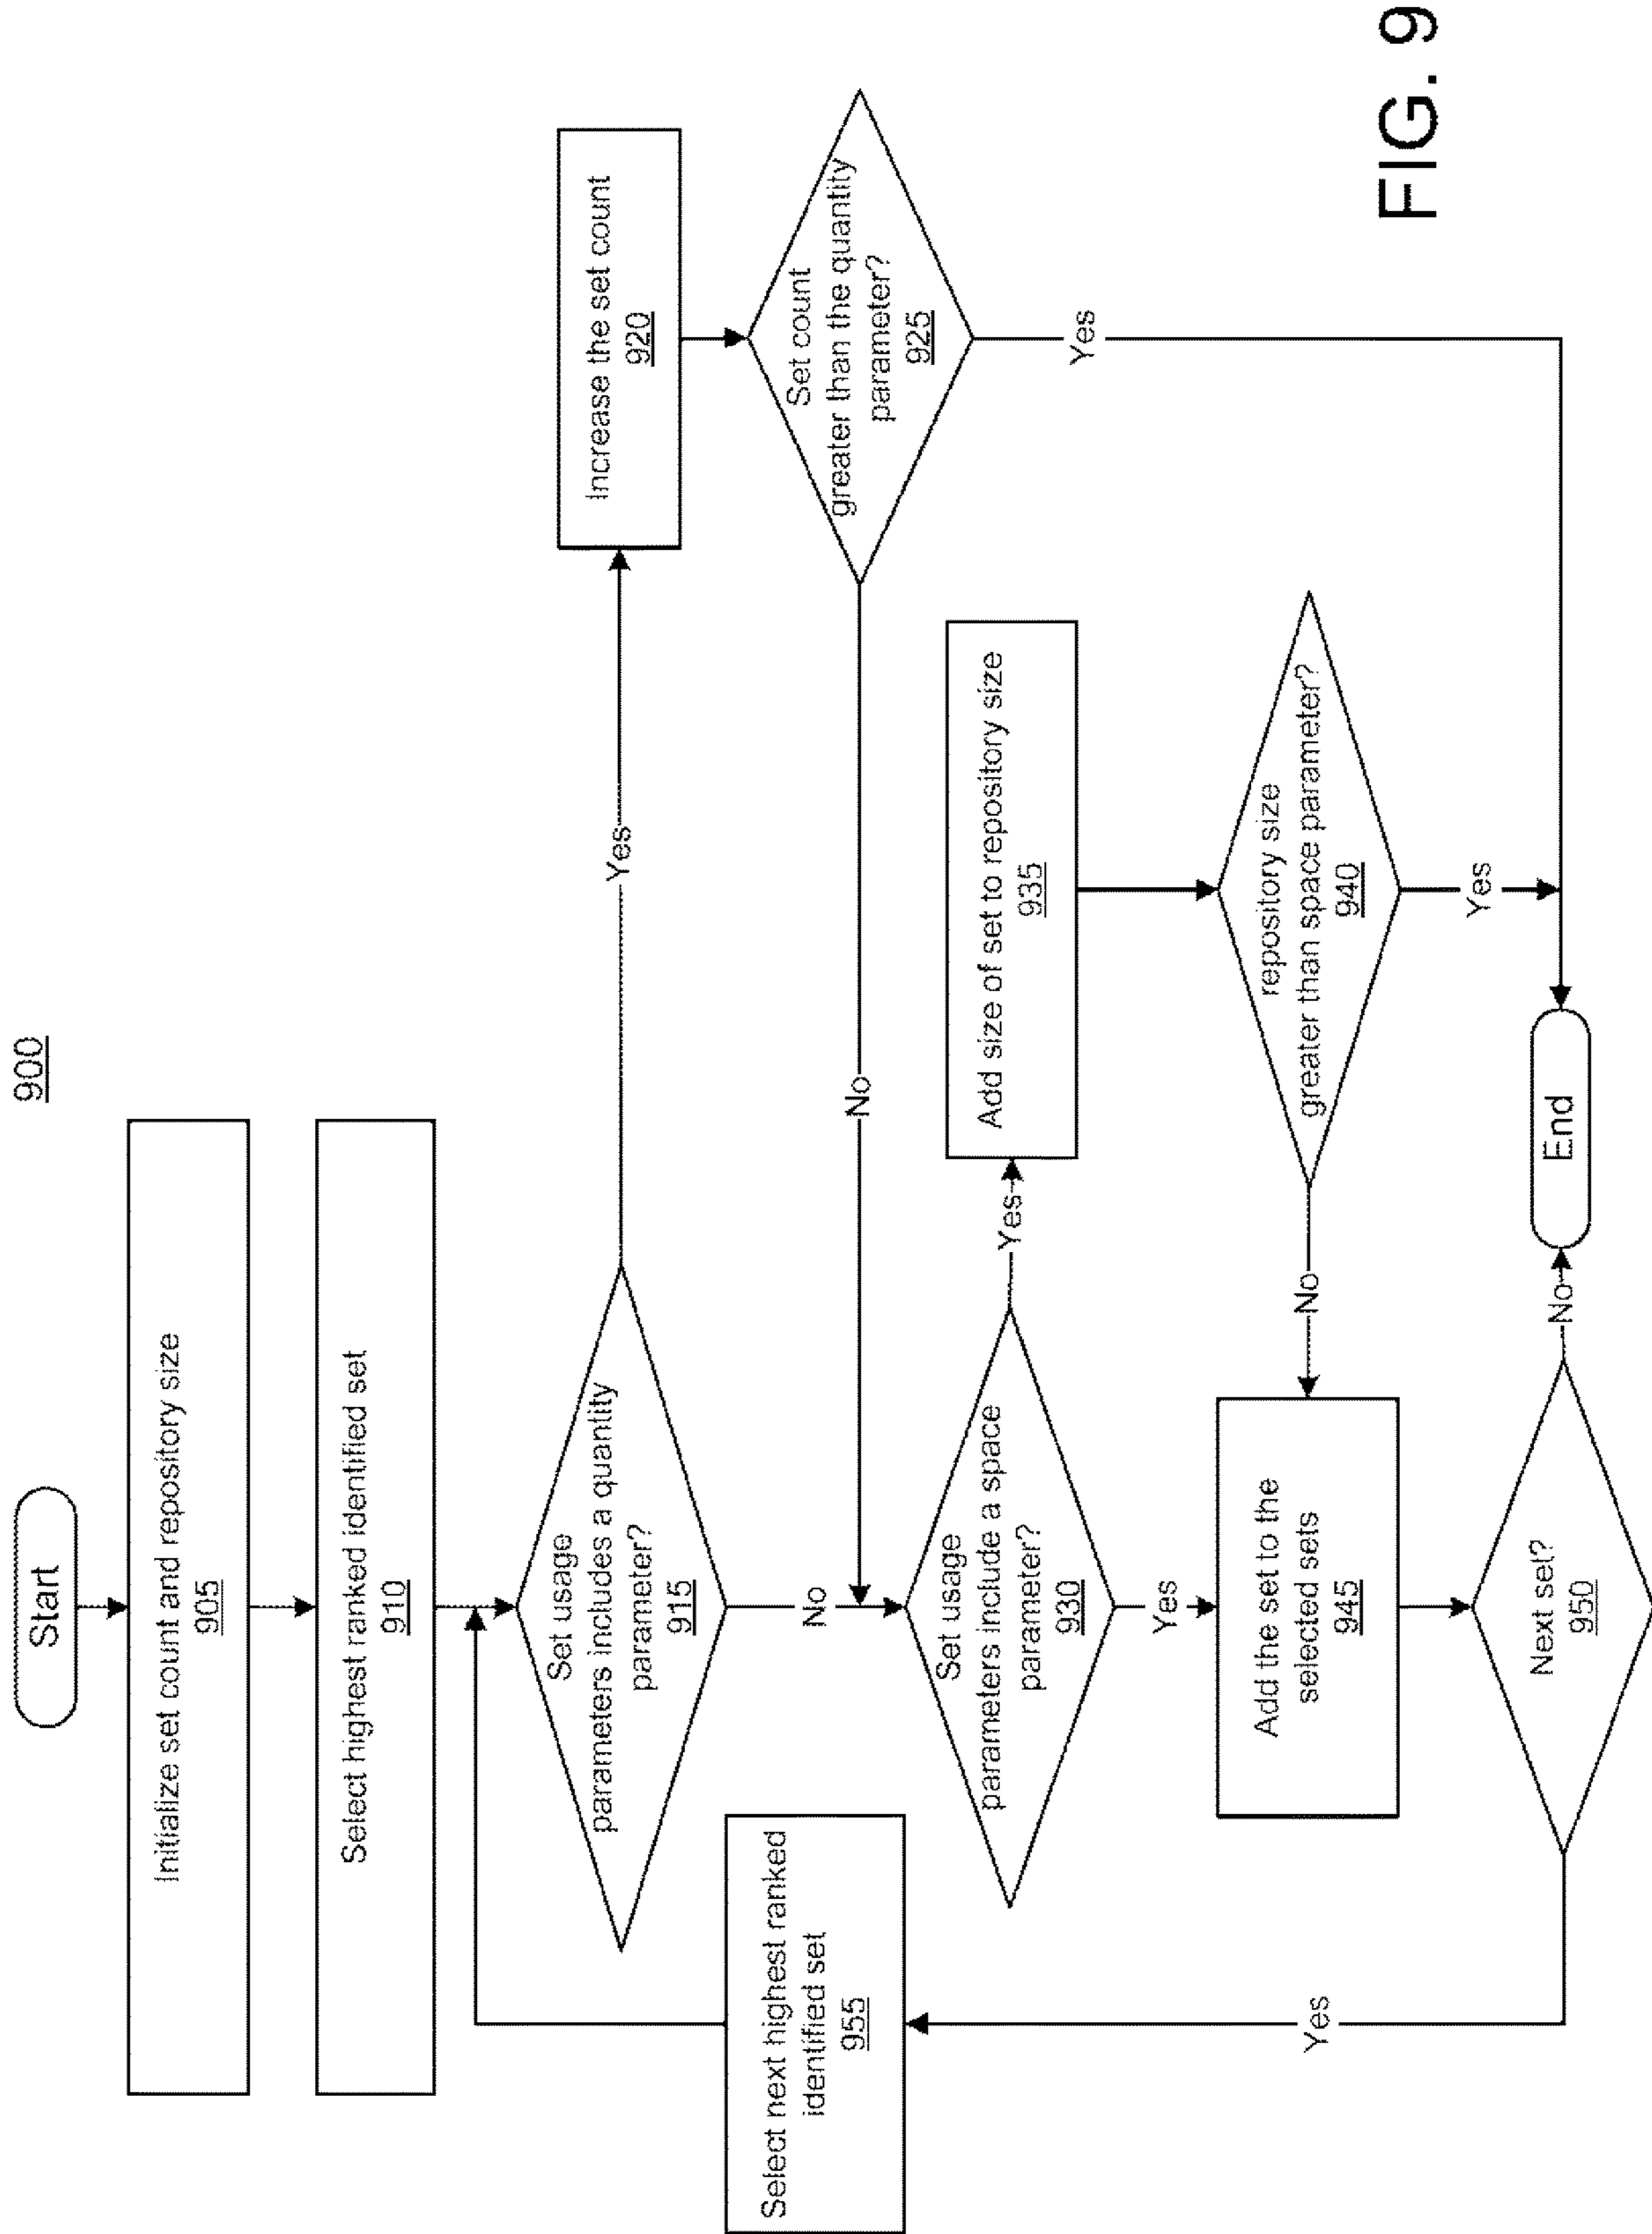 900
Start
Initialize set count and repository size
905
Select highest ranked identified set
910
Set usage
parameters includes a quantity
parameter?
915
Yes
Increase the set count
920
Set count
greater than the quantity
parameter?
925
Yes
No
No
Set usage
parameters include a space
parameter?
930
Yes
Add size of set to repository size
935
repository size
greater than space parameter?
940
Yes
No
Yes
Add the set to the
selected sets
945
Next set?
950
No
End
Yes
Select next highest ranked
identified set
955
FIG. 9